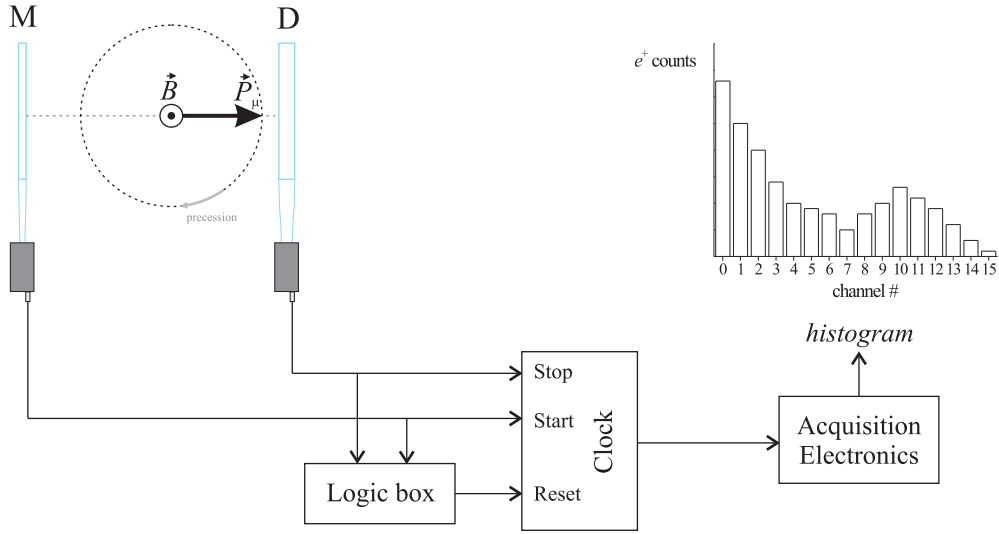 M
D
B
Pμ
precession
e+ counts
0 1 2 3 4 5 6 7 8 9 10 11 12 13 14 15
channel #
histogram
Stop
Start
Reset
Clock
Logic box
Acquisition
Electronics